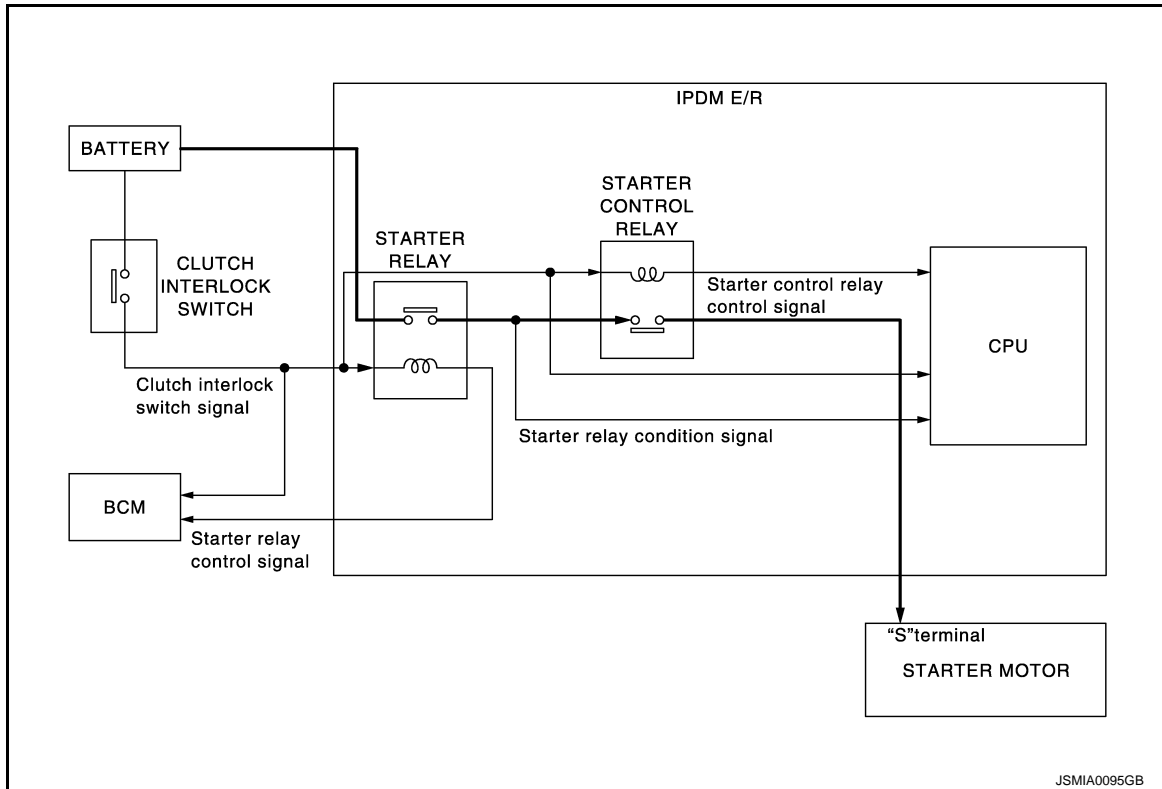 IPDM E/R
BATTERY
STARTER
CONTROL
RELAY
STARTER
RELAY
CLUTCH
INTERLOCK
SWITCH
Starter control relay
control signal
CPU
Clutch interlock
switch signal
Starter relay condition signal
BCM
Starter relay
control signal
“S”terminal
STARTER MOTOR
JSMIA0095GB